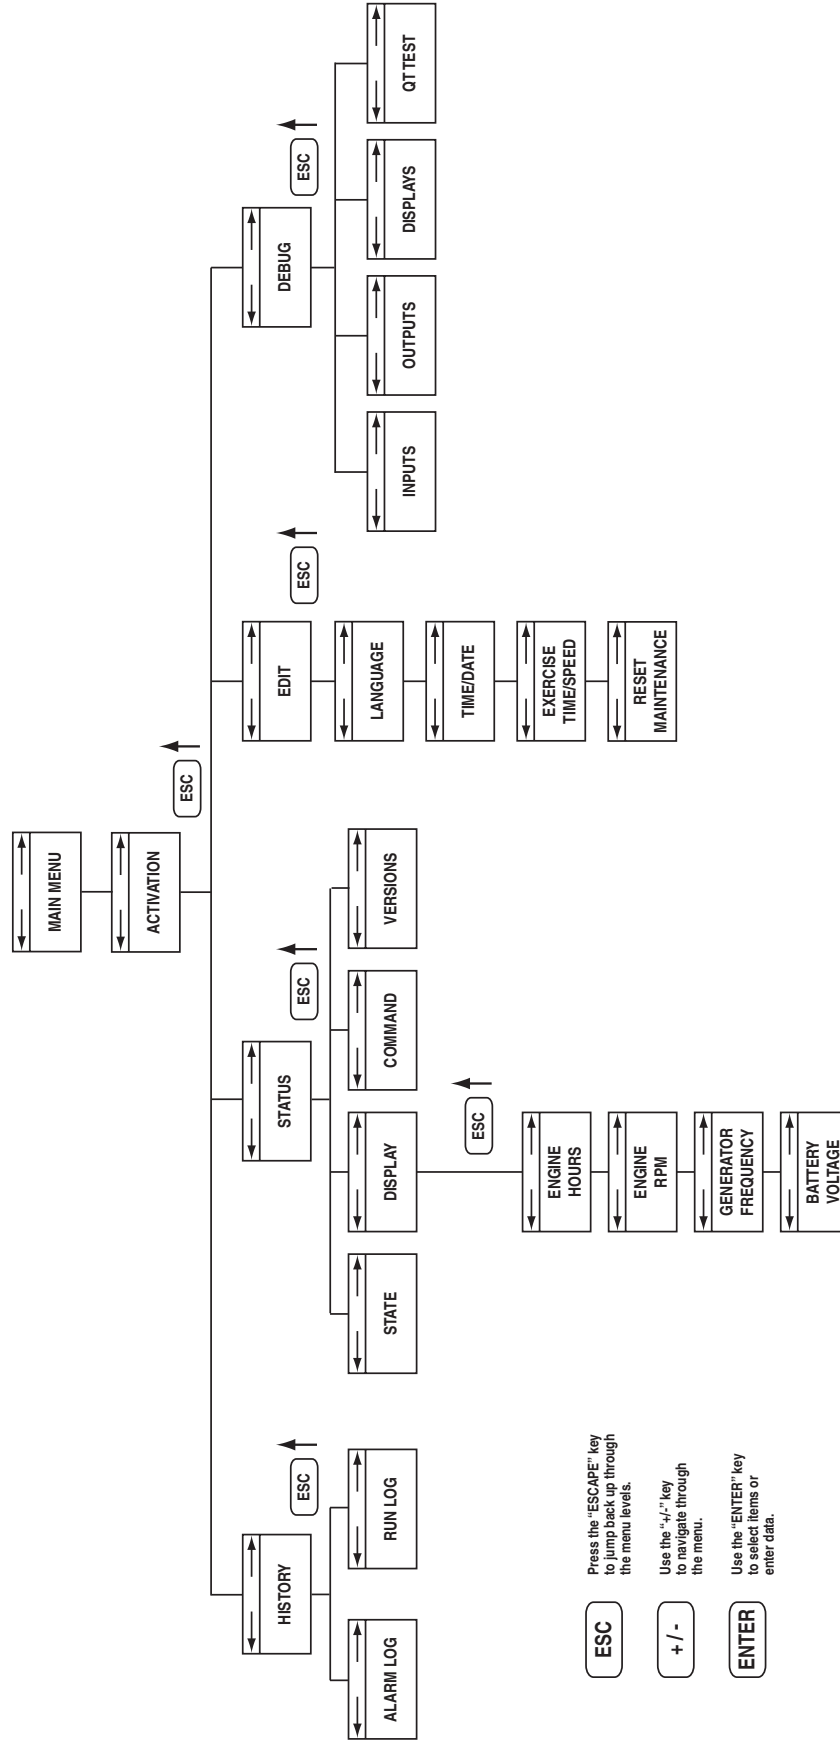 MAIN MENU
ACTIVATION
ESC
HISTORY
ESC
ALARM LOG
RUN LOG
STATUS
ESC
STATE
DISPLAY
COMMAND
VERSIONS
ESC
ENGINE
HOURS
ENGINE
RPM
GENERATOR
FREQUENCY
BATTERY
VOLTAGE
EDIT
ESC
LANGUAGE
TIME/DATE
EXERCISE
TIME/SPEED
RESET
MAINTENANCE
DEBUG
ESC
INPUTS
OUTPUTS
DISPLAYS
QT TEST
ESC
Press the "ESCAPE" key
to jump back up through
the menu levels.
+ / -
Use the "+/-" key
to navigate through
the menu.
ENTER
Use the "ENTER" key
to select items or
enter data.